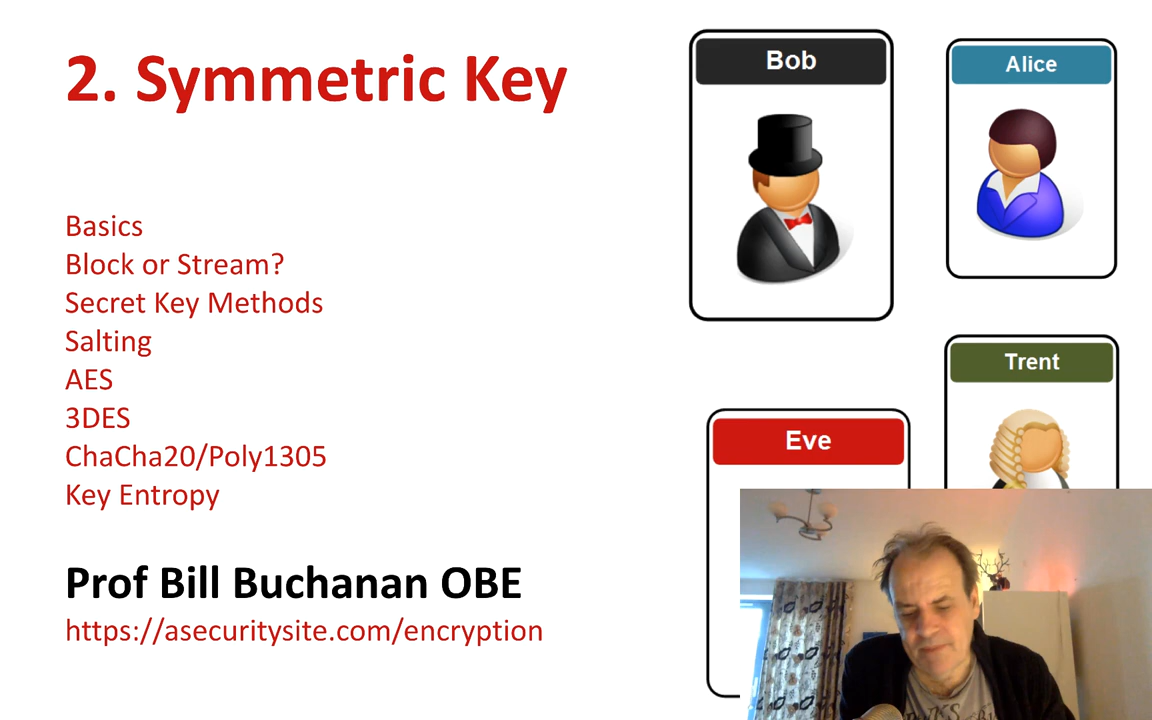 2. Symmetric Key
Basics
Block or Stream?
Secret Key Methods
Salting
AES
3DES
ChaCha20/Poly1305
Key Entropy
Prof Bill Buchanan OBE
https://asecuritysite.com/encryption
Bob
Alice
Trent
Eve